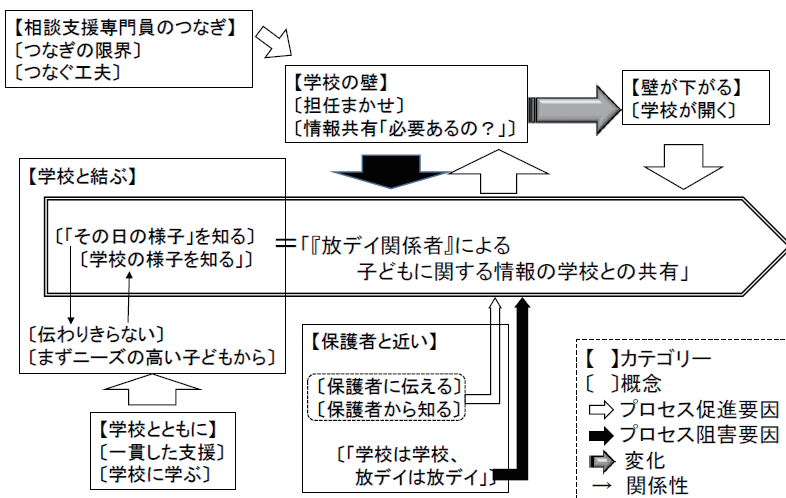 【相談支援専門員のつなぎ】
〔つなぎの限界〕
〔つなぐ工夫〕
【学校の壁】
〔担任まかせ〕
〔情報共有「必要あるの？」〕
【壁が下がる】
〔学校が開く〕
【学校と結ぶ】
〔「その日の様子」を知る〕
〔学校の様子を知る」〕
＝「『放デイ関係者』による
子どもに関する情報の学校との共有」
〔伝わりきらない〕
〔まずニーズの高い子どもから〕
【保護者と近い】
〔保護者に伝える〕
〔保護者から知る〕
〔「学校は学校、
放デイは放デイ」〕
【学校とともに】
〔一貫した支援〕
〔学校に学ぶ〕
【　】カテゴリー
〔　〕概念
⇨プロセス促進要因
➡プロセス阻害要因
変化
→ 関係性